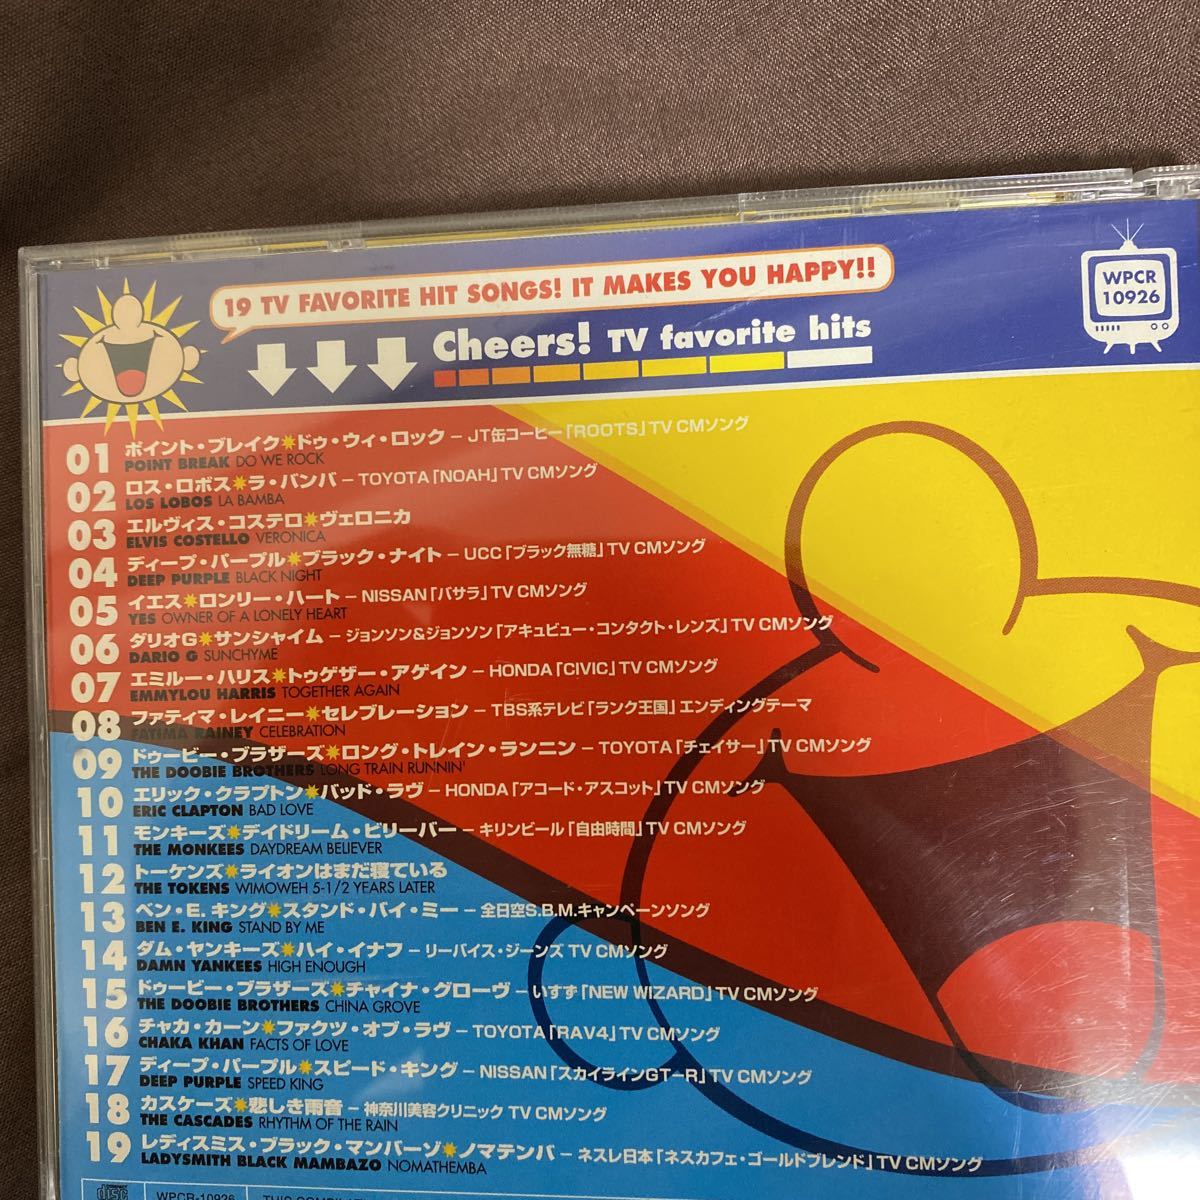 19 TV FAVORITE HIT SONGS! IT MAKES YOU HAPPY!!
Cheers! TV favorite hits
WPCR
10926
01 ポイント・ブレイク✹ドゥ・ウィ・ロック – JT缶コーヒー「ROOTS」TV CMソング
POINT BREAK DO WE ROCK
02 ロス・ロボス✹ラ・バンバ – TOYOTA「NOAH」TV CMソング
LOS LOBOS LA BAMBA
03 エルヴィス・コステロ✹ヴェロニカ
ELVIS COSTELLO VERONICA
04 ディープ・パープル✹ブラック・ナイト – UCC「ブラック無糖」TV CMソング
DEEP PURPLE BLACK NIGHT
05 イエス✹ロンリー・ハート – NISSAN「バサラ」TV CMソング
YES OWNER OF A LONELY HEART
06 ダリオG✹サンシャイム – ジョンソン&ジョンソン「アキュビュー・コンタクト・レンズ」TV CMソング
DARIO G SUNCHYME
07 エミルー・ハリス✹トゥゲザー・アゲイン – HONDA「CIVIC」TV CMソング
EMMYLOU HARRIS TOGETHER AGAIN
08 ファティマ・レイニー✹セレブレーション – TBS系テレビ「ランク王国」エンディングテーマ
FATIMA RAINEY CELEBRATION
09 ドゥービー・ブラザーズ✹ロング・トレイン・ランニン – TOYOTA「チェイサー」TV CMソング
THE DOOBIE BROTHERS LONG TRAIN RUNNIN'
10 エリック・クラプトン✹バッド・ラヴ – HONDA「アコード・アスコット」TV CMソング
ERIC CLAPTON BAD LOVE
11 モンキーズ✹デイドリーム・ビリーバー – キリンビール「自由時間」TV CMソング
THE MONKEES DAYDREAM BELIEVER
12 トーケンズ✹ライオンはまだ寝ている
THE TOKENS WIMOWEH 5-1/2 YEARS LATER
13 ベン・E. キング✹スタンド・バイ・ミー – 全日空S.B.M.キャンペーンソング
BEN E. KING STAND BY ME
14 ダム・ヤンキーズ✹ハイ・イナフ – リーバイス・ジーンズ TV CMソング
DAMN YANKEES HIGH ENOUGH
15 ドゥービー・ブラザーズ✹チャイナ・グローヴ – いすず「NEW WIZARD」TV CMソング
THE DOOBIE BROTHERS CHINA GROVE
16 チャカ・カーン✹ファクツ・オブ・ラヴ – TOYOTA「RAV4」TV CMソング
CHAKA KHAN FACTS OF LOVE
17 ディープ・パープル✹スピード・キング – NISSAN「スカイラインGT-R」TV CMソング
DEEP PURPLE SPEED KING
18 カスケーズ✹悲しき雨音 – 神奈川美容クリニック TV CMソング
THE CASCADES RHYTHM OF THE RAIN
19 レディスミス・ブラック・マンバーゾ✹ノマテンバ – ネスレ日本「ネスカフェ・ゴールドブレンド」TV CMソング
LADYSMITH BLACK MAMBAZO NOMATHEMBA
WPCR-10926